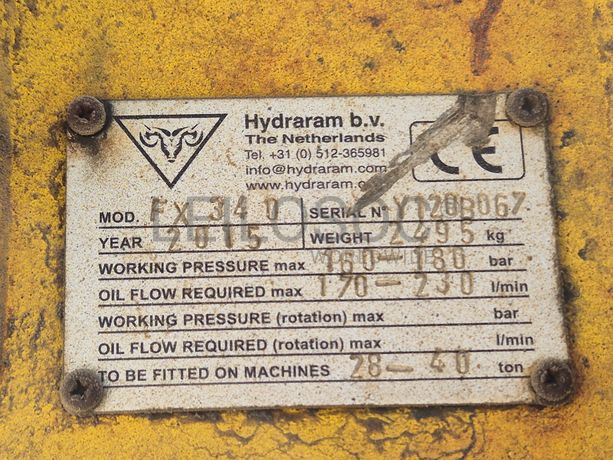 Hydraram b.v.
The Netherlands
Tel. +31 (0) 512-365981
info@hydraram.com
www.hydraram.
CE
MOD. FX 340 SERIAL No
YEAR 2015 WEIGHT 2495 kg
WORKING PRESSURE max 160-180 bar
OIL FLOW REQUIRED max 170-230 l/min
WORKING PRESSURE (rotation) max bar
OIL FLOW REQUIRED (rotation) max l/min
TO BE FITTED ON MACHINES 28-40 ton